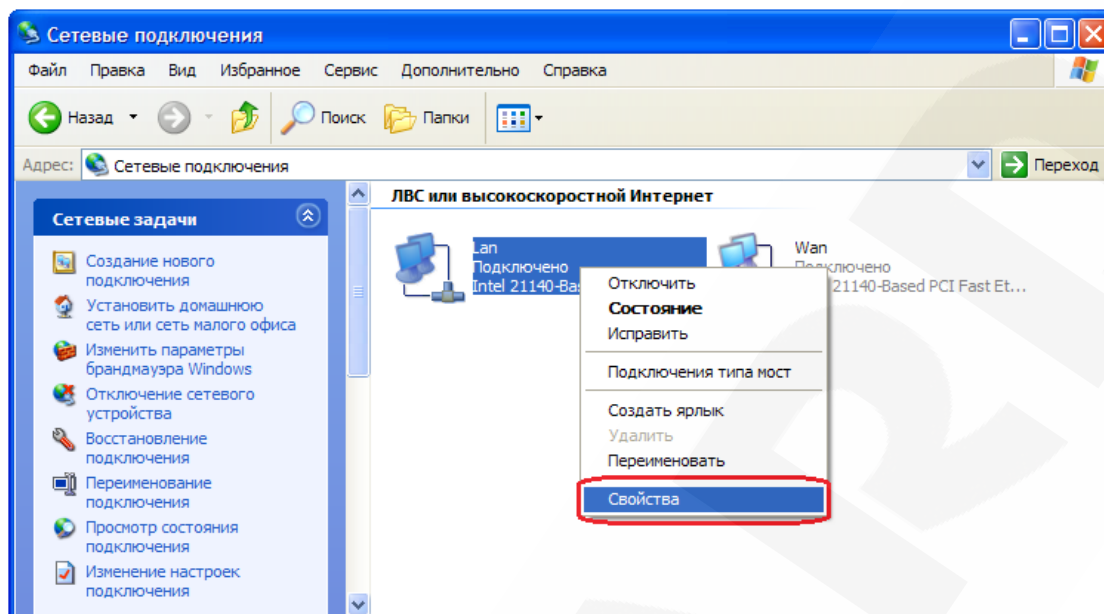 Сетевые подключения
Файл Правка Вид Избранное Сервис Дополнительно Справка
Назад Поиск Папки
Адрес: Сетевые подключения Переход
Сетевые задачи
Создание нового
подключения
Установить домашнюю
сеть или сеть малого офиса
Изменить параметры
брандмауэра Windows
Отключение сетевого
устройства
Восстановление
подключения
Переименование
подключения
Просмотр состояния
подключения
Изменение настроек
подключения
ЛВС или высокоскоростной Интернет
Lan
Подключено
Intel 21140-Bas
Wan
Подключено
21140-Based PCI Fast Et...
Отключить
Состояние
Исправить
Подключения типа мост
Создать ярлык
Удалить
Переименовать
Свойства